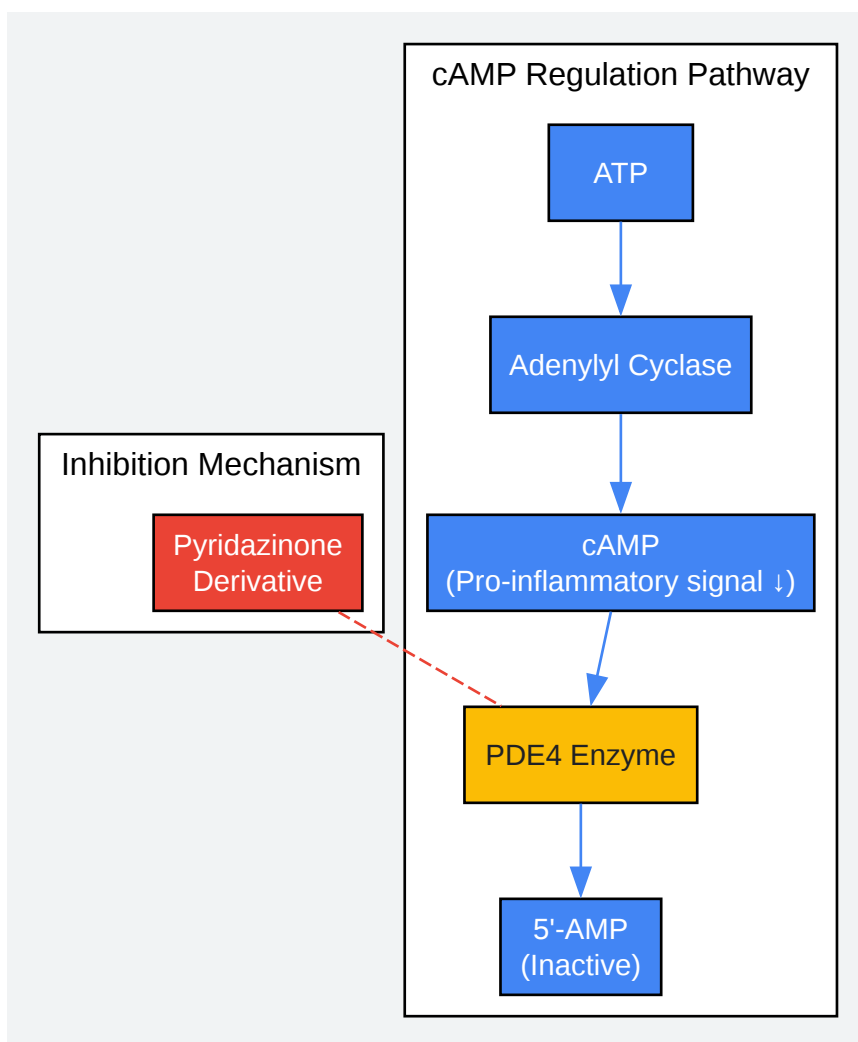 cAMP Regulation Pathway
ATP
Adenylyl Cyclase
Inhibition Mechanism
Pyridazinone
Derivative
cAMP
(Pro-inflammatory signal ↓)
PDE4 Enzyme
5'-AMP
(Inactive)